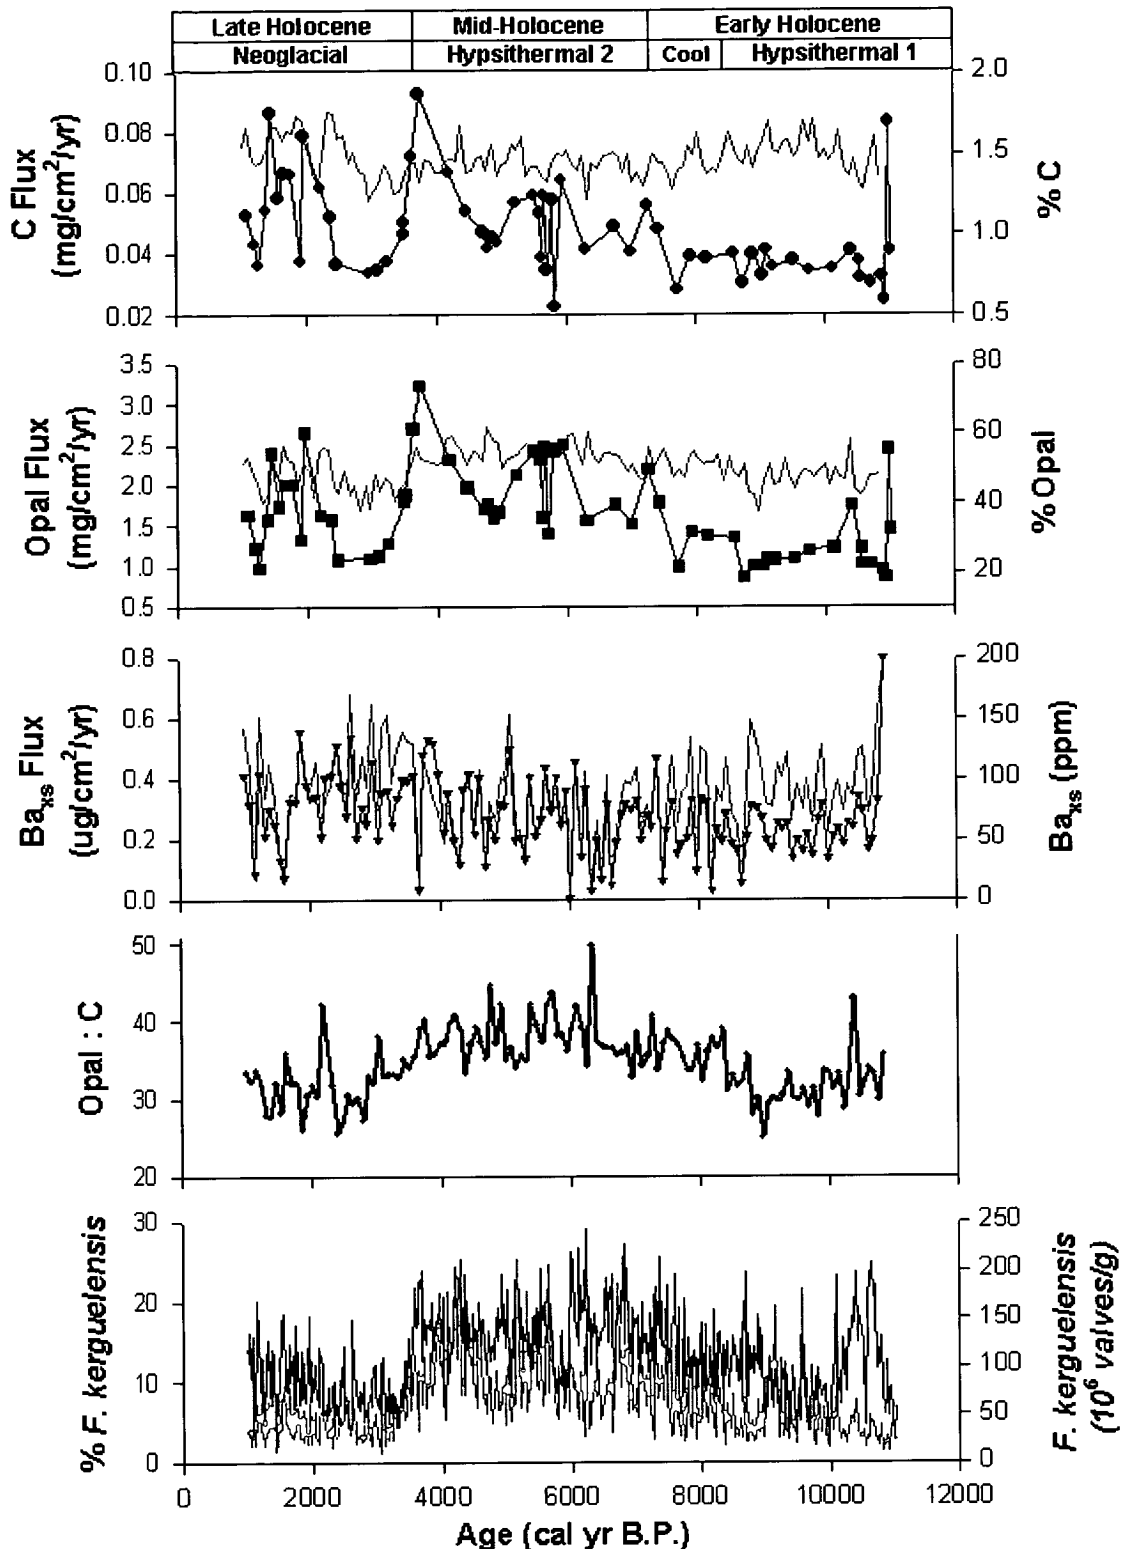 Late Holocene Mid-Holocene Early Holocene
Neoglacial Hypsithermal 2 Cool Hypsithermal 1
C Flux
(mg/cm²/yr)
0.10
0.08
0.06
0.04
0.02
2.0
1.5
1.0
0.5
% C
Opal Flux
(mg/cm²/yr)
3.5
3.0
2.5
2.0
1.5
1.0
0.5
80
60
40
20
%Opal
Baxs Flux
(ug/cm²/yr)
0.8
0.6
0.4
0.2
0.0
200
150
100
50
0
Baxs (ppm)
Opal : C
50
40
30
20
% F. kerguelensis
30
20
10
0
250
200
150
100
50
0
F. kerguelensis
(10⁶ valves/g)
0 2000 4000 6000 8000 10000 12000
Age (cal yr B.P.)